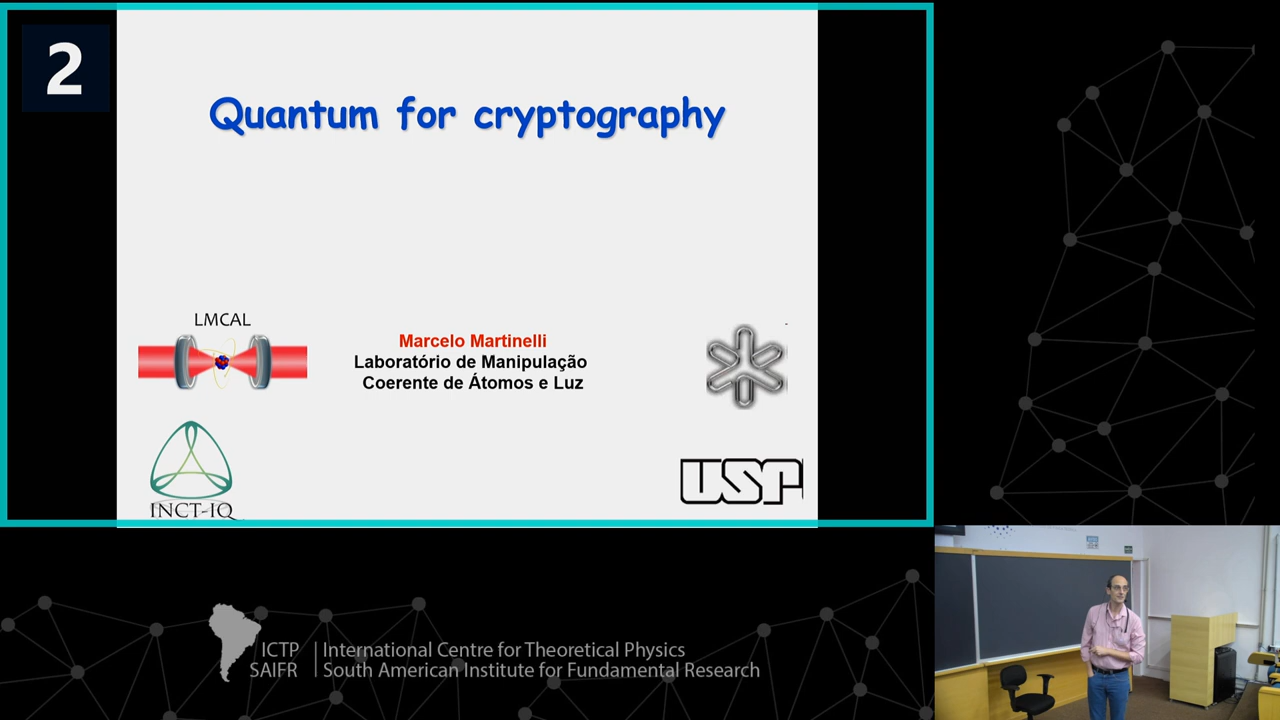 2
Quantum for cryptography
LMCAL
Marcelo Martinelli
Laboratório de Manipulação
Coerente de Átomos e Luz
INCT-IQ
USP
ICTP
SAIFR
International Centre for Theoretical Physics
South American Institute for Fundamental Research